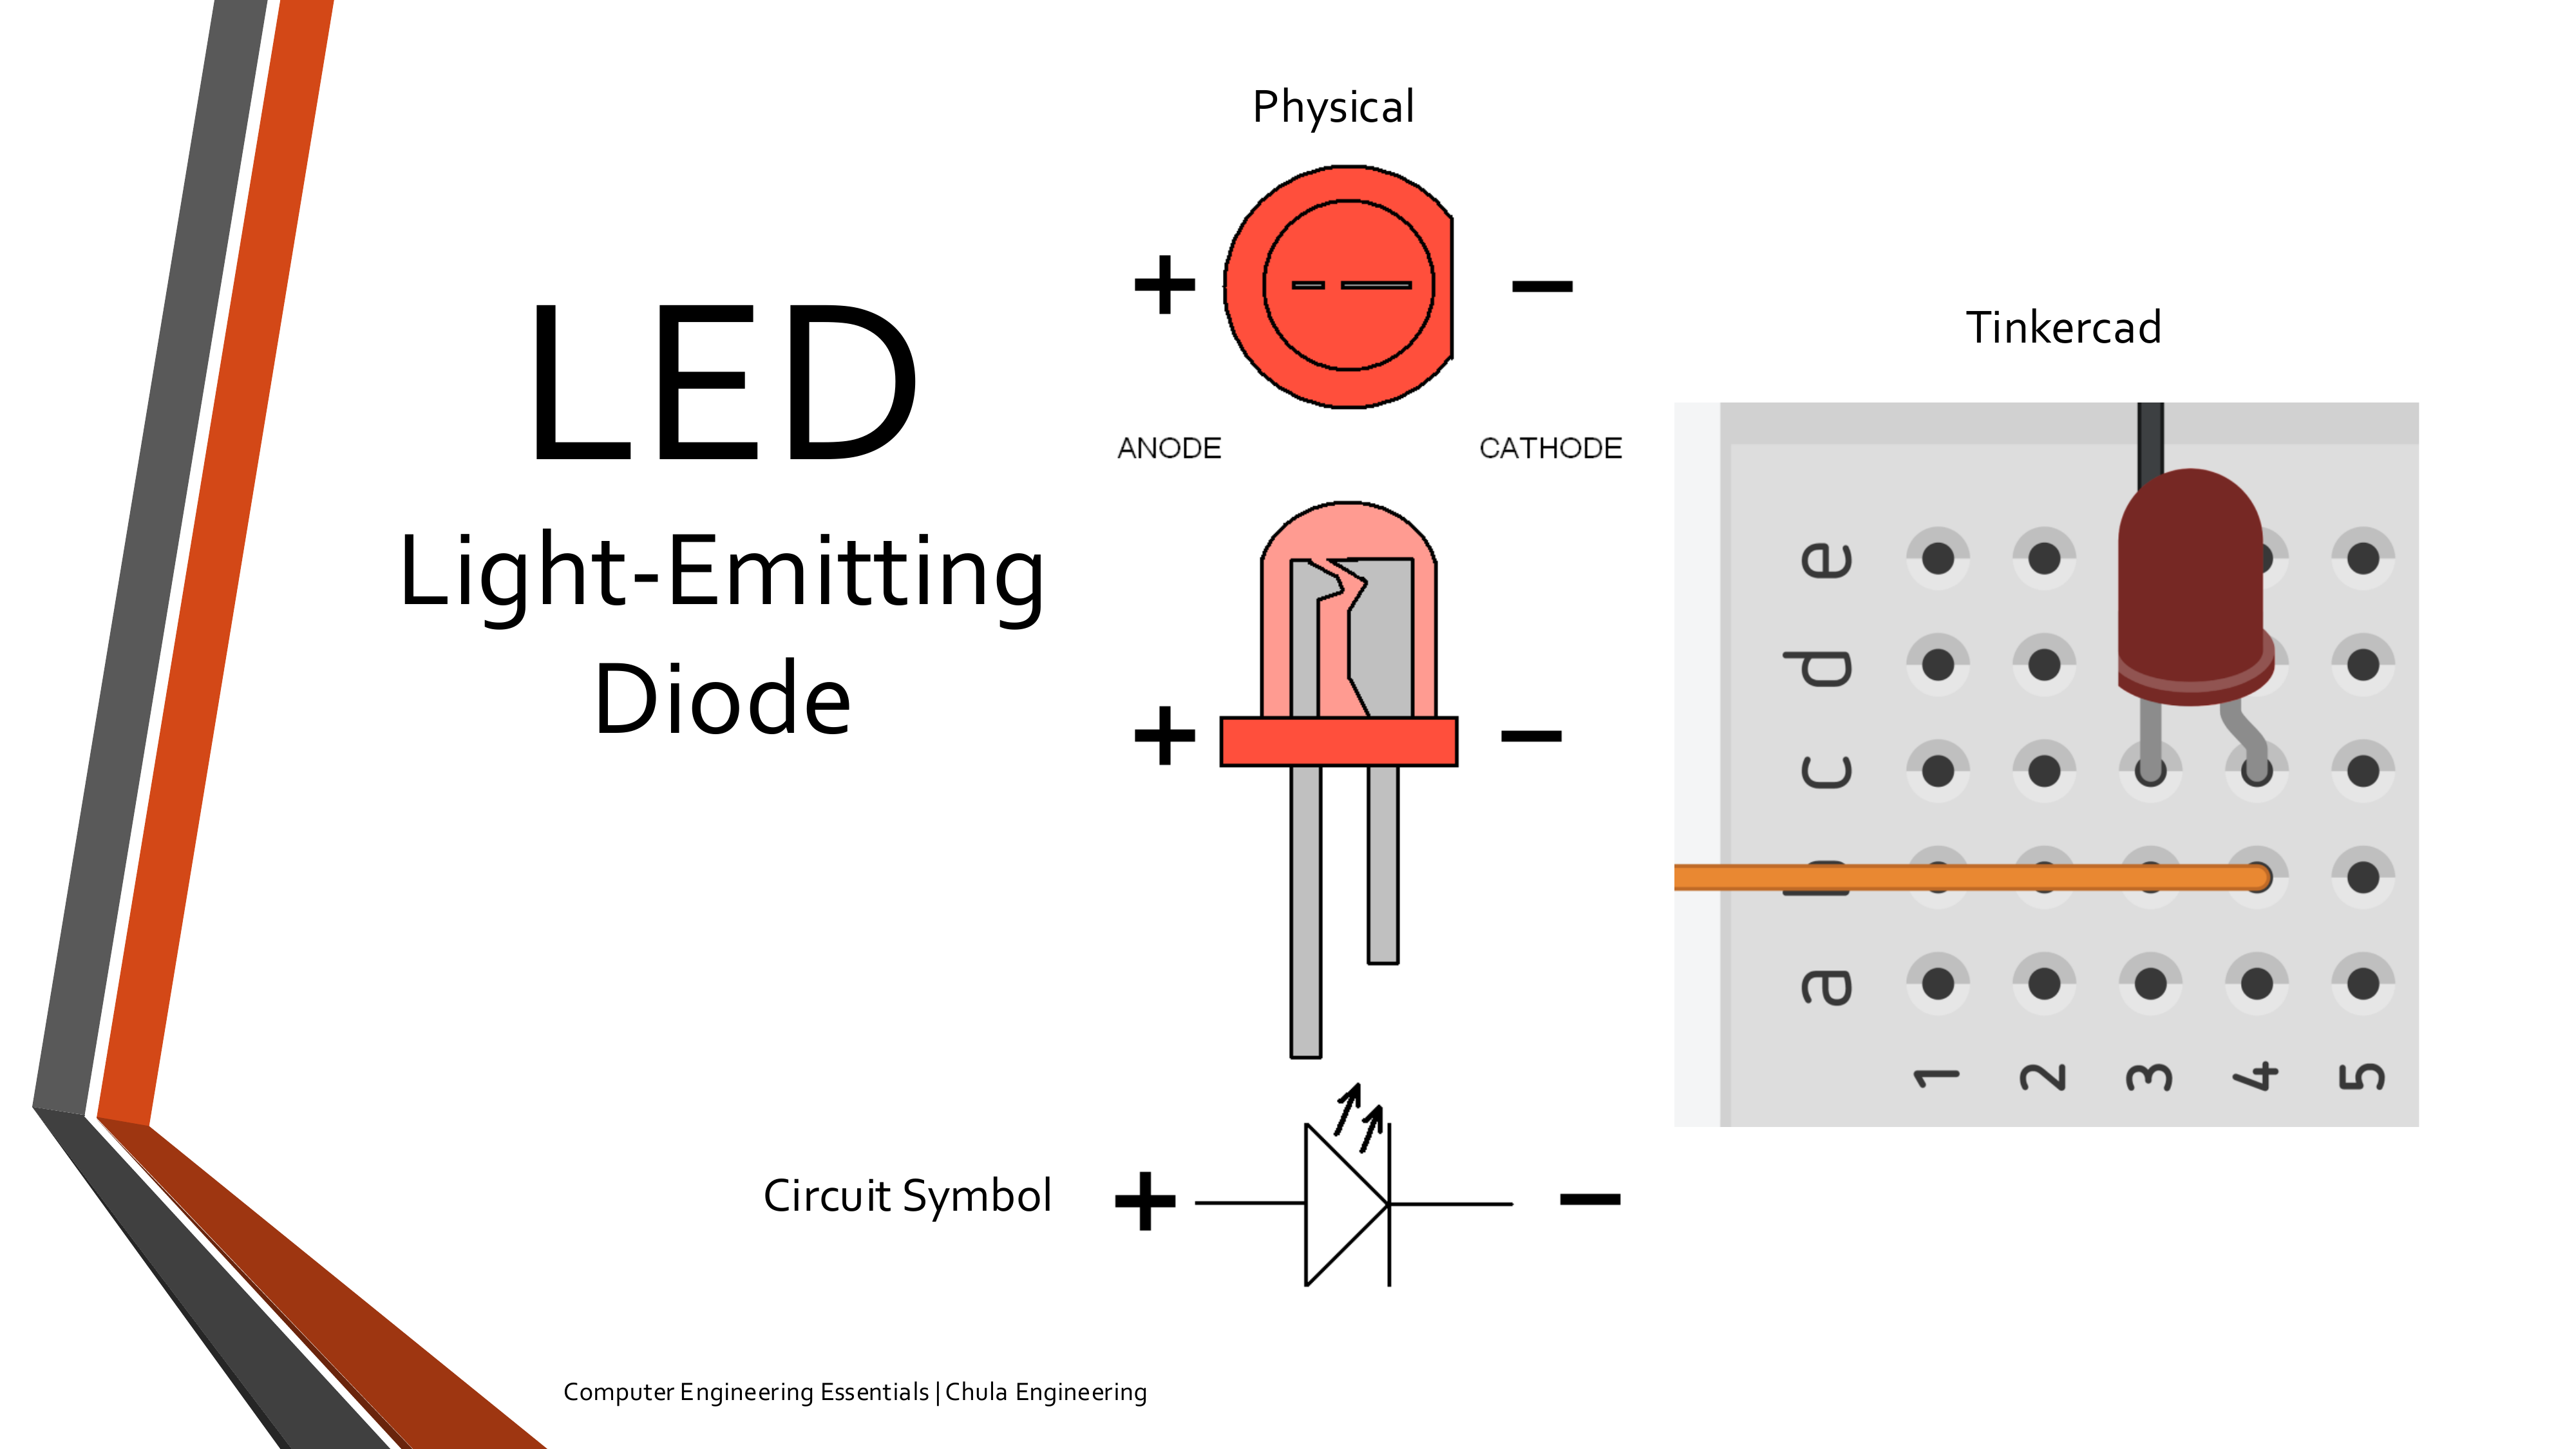 LED
Light-Emitting
Diode
Physical
+
−
ANODE
CATHODE
+
−
Circuit Symbol
+
−
Tinkercad
e
d
c
a
1 2 3 4 5
Computer Engineering Essentials | Chula Engineering